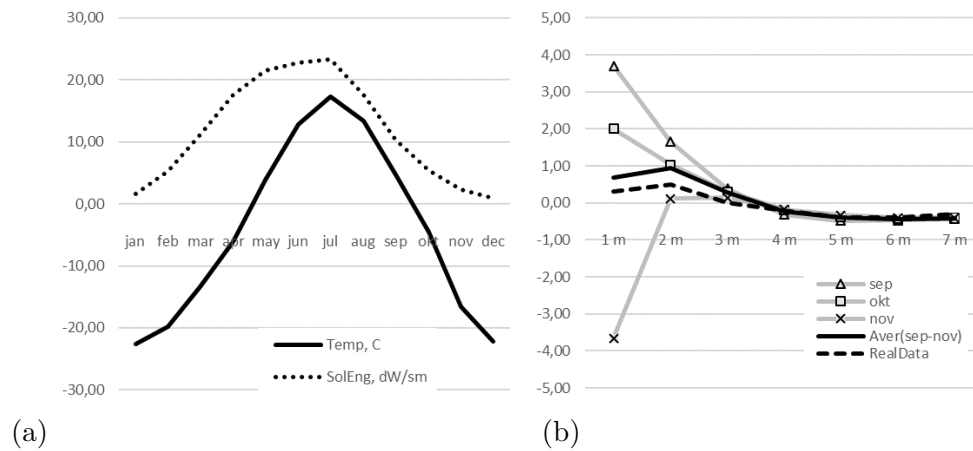 30,00
20,00
10,00
0,00
-10,00
-20,00
-30,00
jan feb mar apr may jun jul aug sep okt nov dec
Temp, C
SolEng, dW/sm
(a)
5,00
4,00
3,00
2,00
1,00
0,00
-1,00
-2,00
-3,00
-4,00
-5,00
1 m 2 m 3 m 4 m 5 m 6 m 7 m
sep
okt
nov
Aver(sep-nov)
RealData
(b)